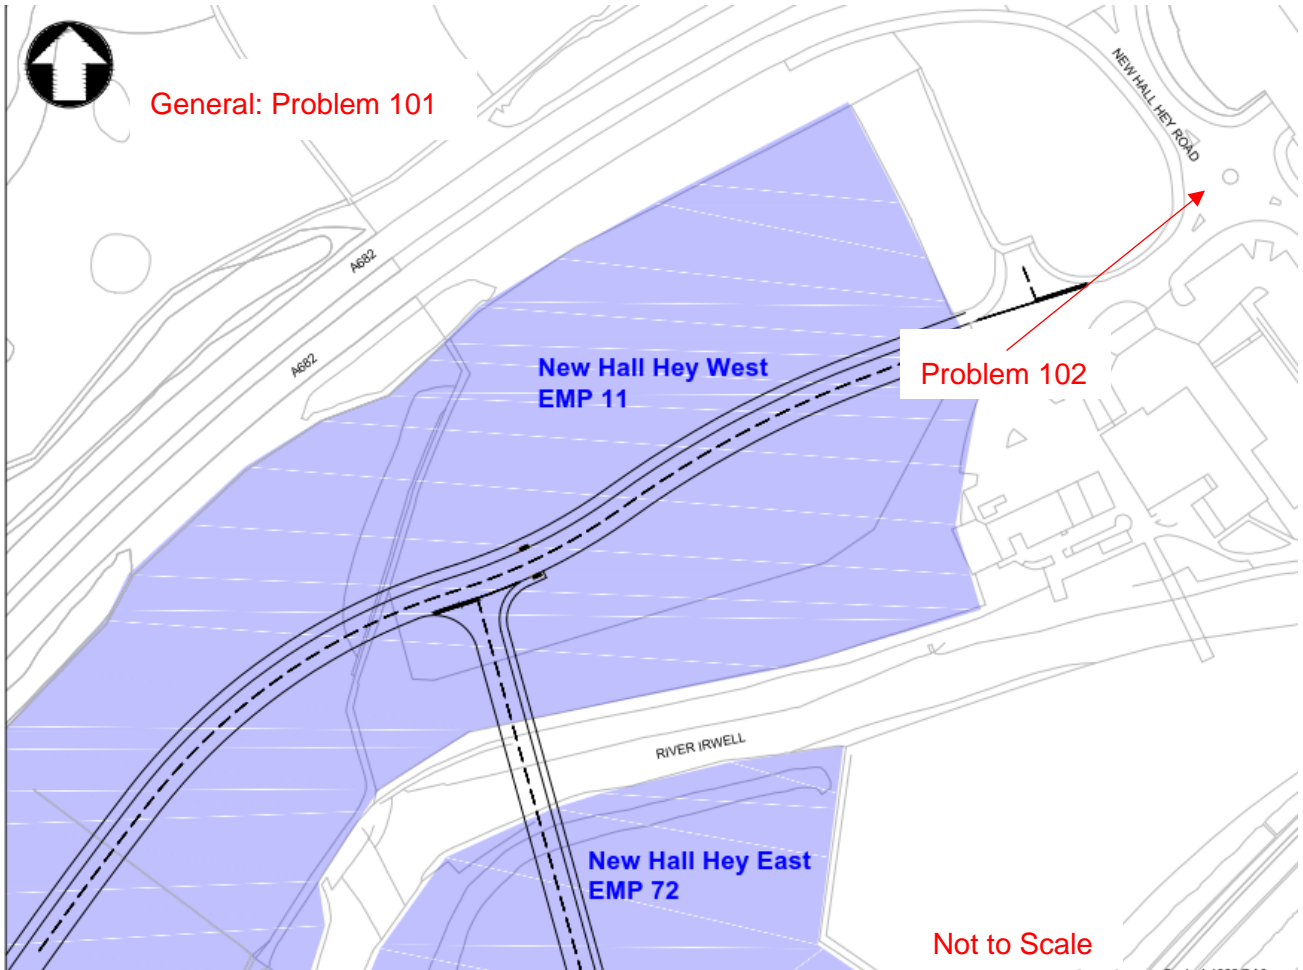 General: Problem 101
NEW HALL HEY ROAD
A682
A682
New Hall Hey West
EMP 11
Problem 102
RIVER IRWELL
New Hall Hey East
EMP 72
Not to Scale